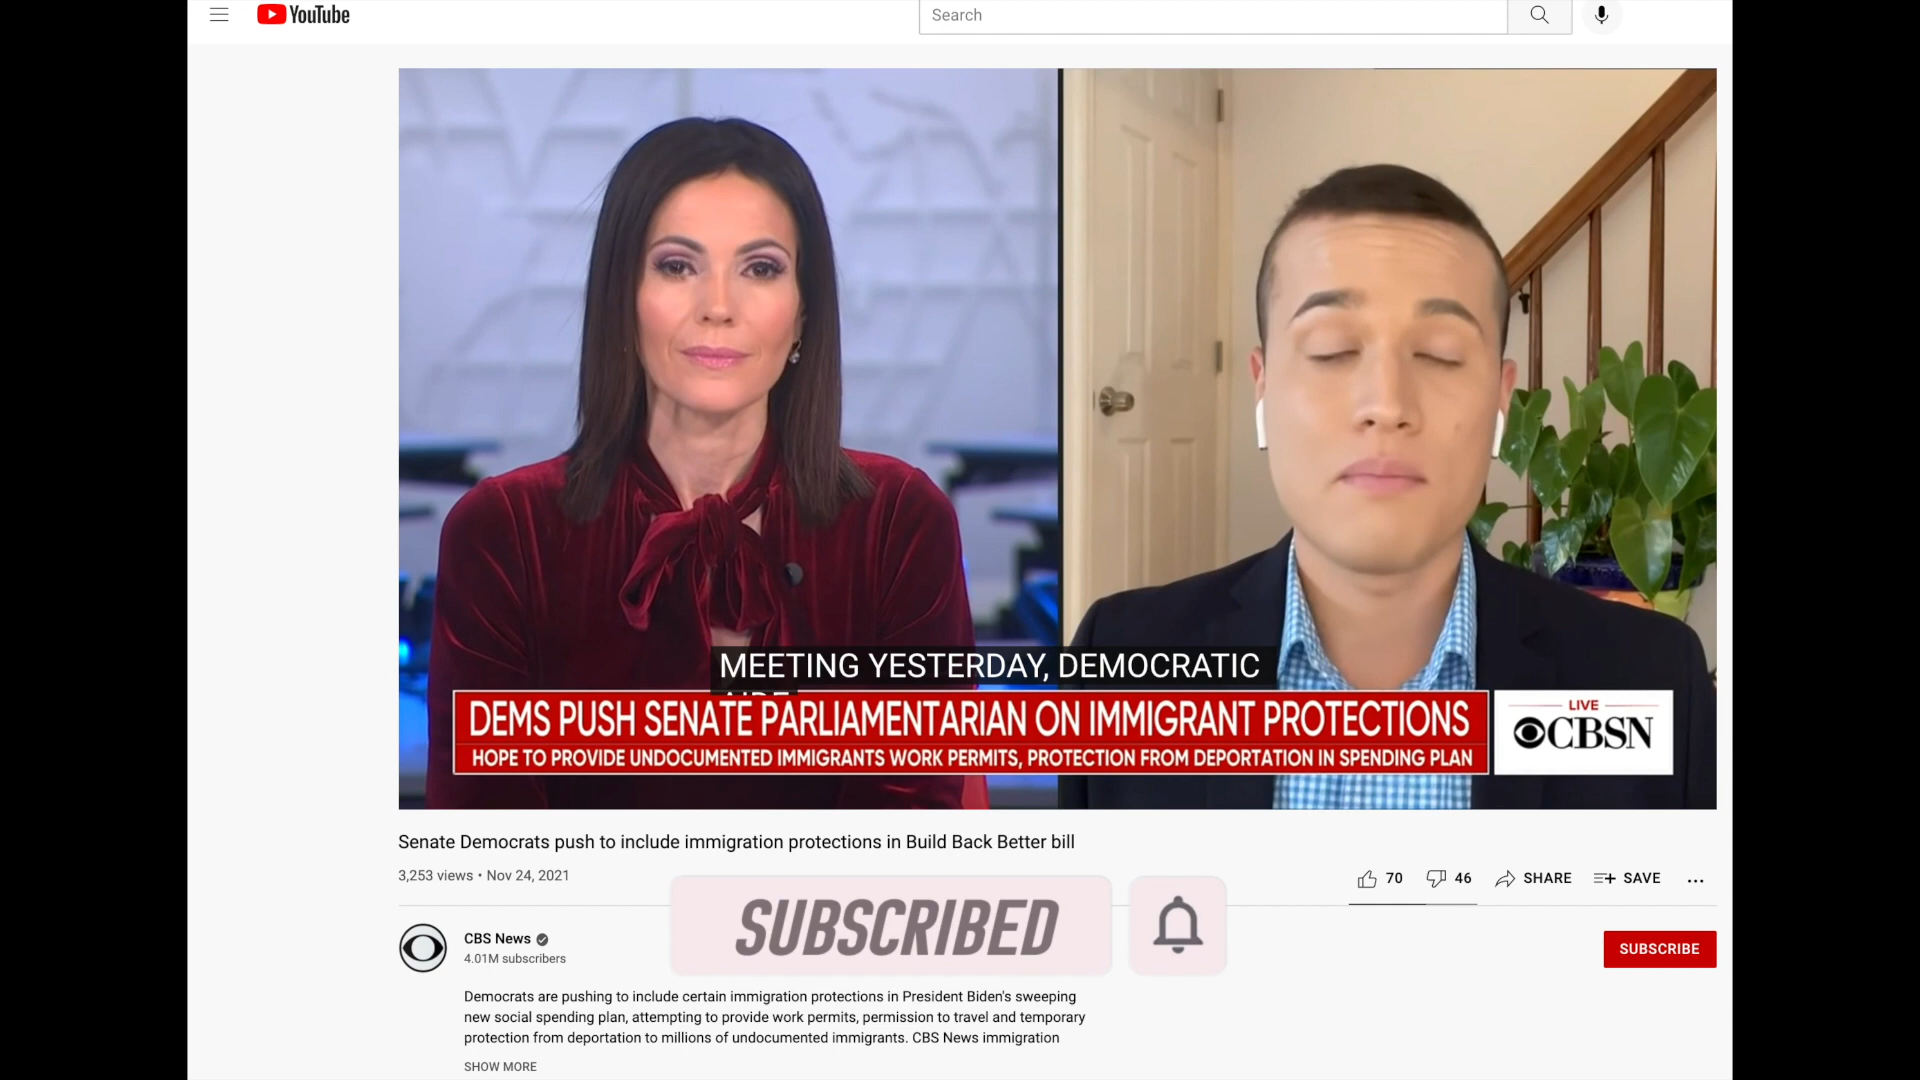 YouTube
Search
MEETING YESTERDAY, DEMOCRATIC
DEMS PUSH SENATE PARLIAMENTARIAN ON IMMIGRANT PROTECTIONS
HOPE TO PROVIDE UNDOCUMENTED IMMIGRANTS WORK PERMITS, PROTECTION FROM DEPORTATION IN SPENDING PLAN
LIVE
CBSN
Senate Democrats push to include immigration protections in Build Back Better bill
3,253 views • Nov 24, 2021
70
46
SHARE
SAVE
SUBSCRIBED
CBS News
4.01M subscribers
SUBSCRIBE
Democrats are pushing to include certain immigration protections in President Biden's sweeping
new social spending plan, attempting to provide work permits, permission to travel and temporary
protection from deportation to millions of undocumented immigrants. CBS News immigration
SHOW MORE